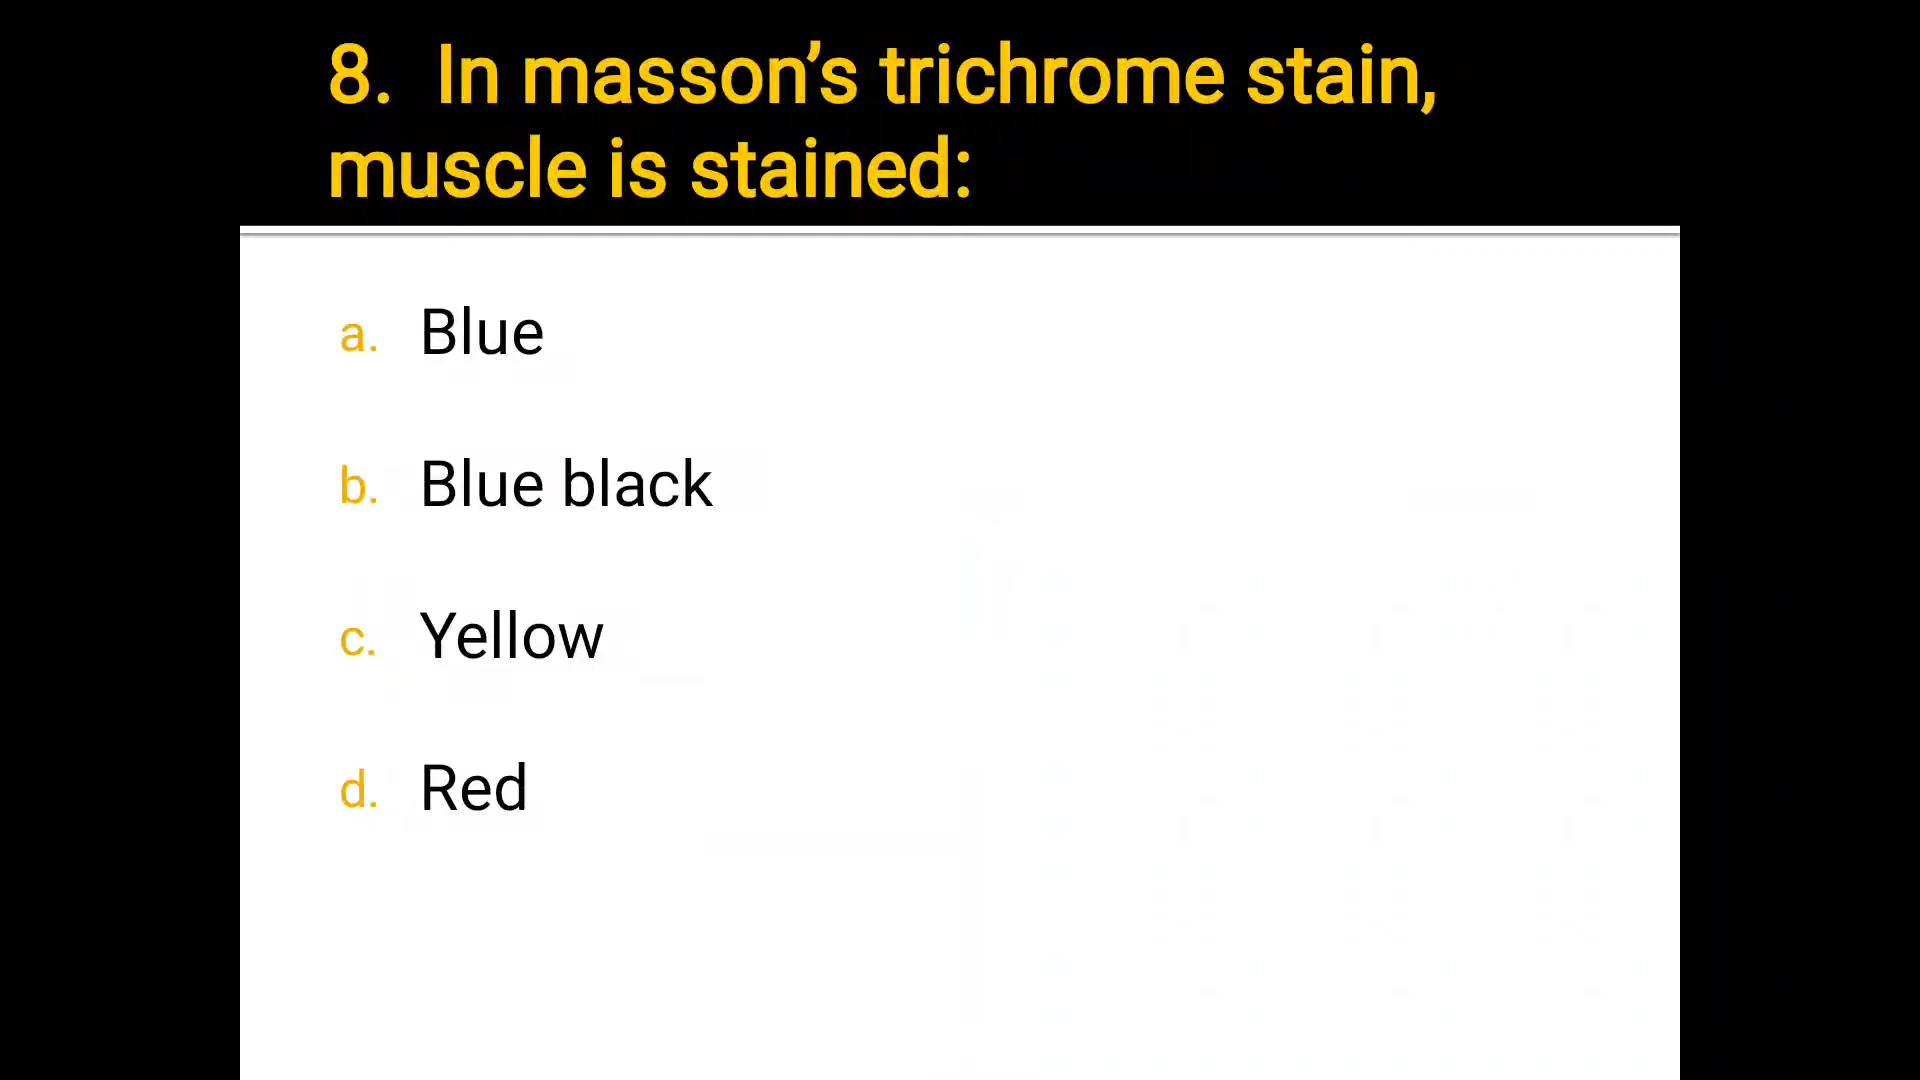 8. In masson’s trichrome stain,
muscle is stained:
a. Blue
b. Blue black
c. Yellow
d. Red